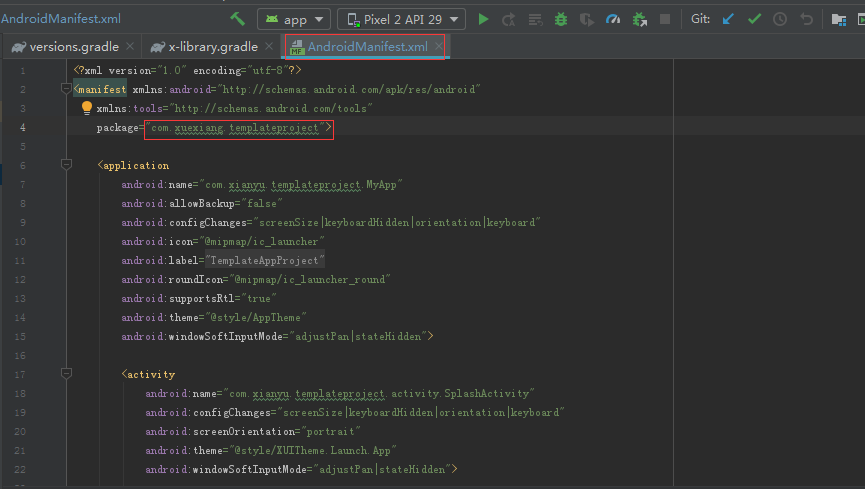 AndroidManifest.xml app Pixel 2 API 29 Git:
versions.gradle x-library.gradle MF AndroidManifest.xml
1 <?xml version="1.0" encoding="utf-8"?>
2 <manifest xmlns:android="http://schemas.android.com/apk/res/android"
3 xmlns:tools="http://schemas.android.com/tools"
4 package="com.xuexiang.templateproject">
5
6 <application
7 android:name="com.xianyu.templateproject.MyApp"
8 android:allowBackup="false"
9 android:configChanges="screenSize|keyboardHidden|orientation|keyboard"
10 android:icon="@mipmap/ic_launcher"
11 android:label="TemplateAppProject"
12 android:roundIcon="@mipmap/ic_launcher_round"
13 android:supportsRtl="true"
14 android:theme="@style/AppTheme"
15 android:windowSoftInputMode="adjustPan|stateHidden">
16
17 <activity
18 android:name="com.xianyu.templateproject.activity.SplashActivity"
19 android:configChanges="screenSize|keyboardHidden|orientation|keyboard"
20 android:screenOrientation="portrait"
21 android:theme="@style/XUITheme.Launch.App"
22 android:windowSoftInputMode="adjustPan|stateHidden">